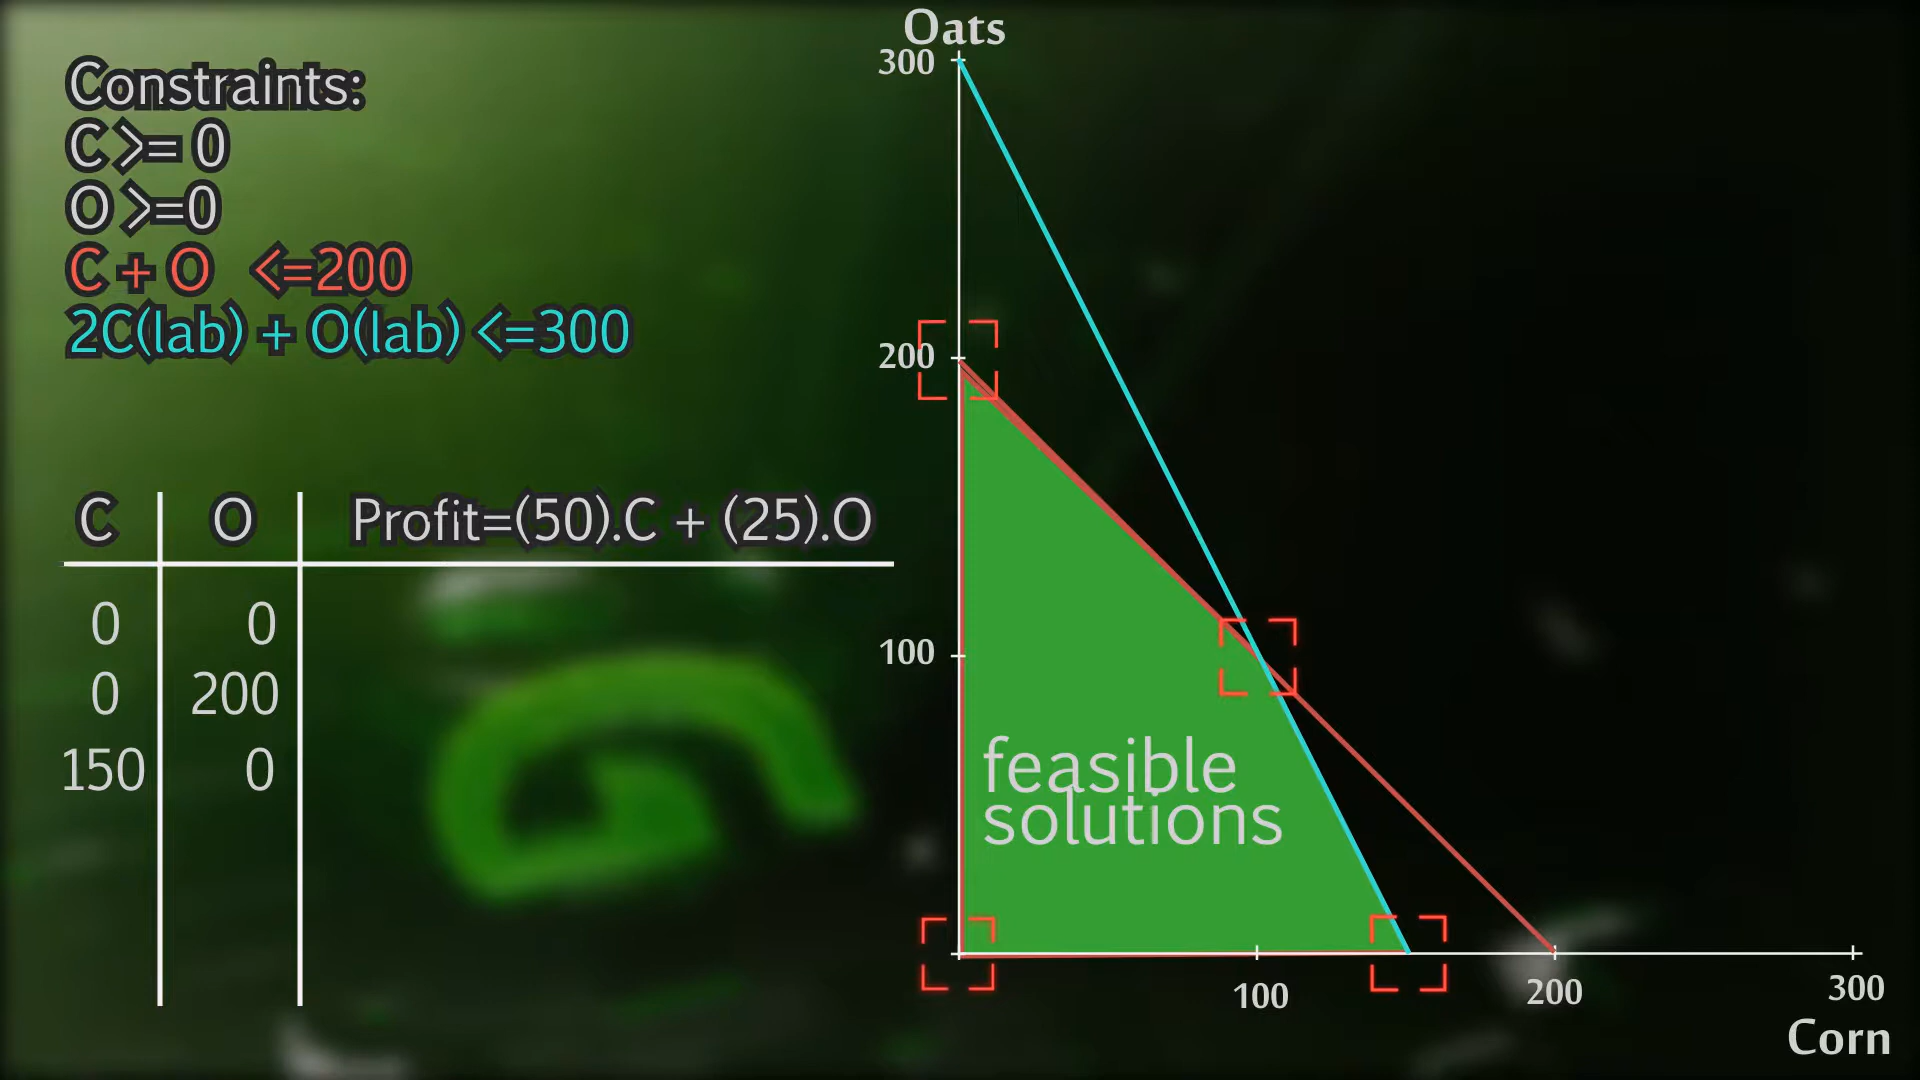 Constraints:
C >= 0
O >=0
C + O <=200
2C(lab) + O(lab) <=300
C O Profit=(50).C + (25).O
0 0
0 200
150 0
Oats
300
200
100
feasible
solutions
100 200 300
Corn